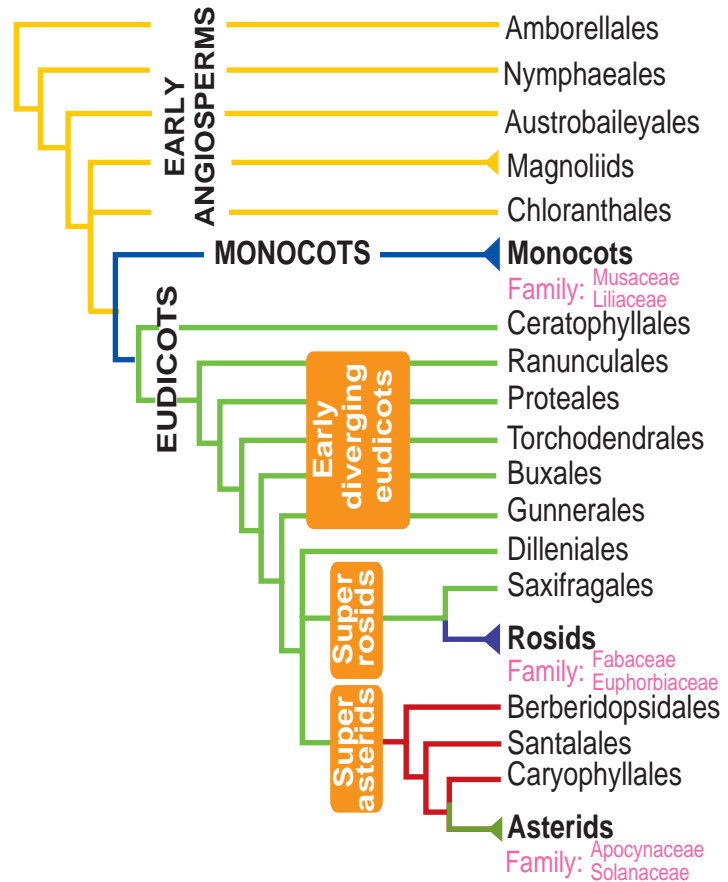 EARLY
ANGIOSPERMS
Amborellales
Nymphaeales
Austrobaileyales
Magnoliids
Chloranthales
MONOCOTS
Monocots
Family: Musaceae
Liliaceae
EUDICOTS
Ceratophyllales
Early
diverging
eudicots
Ranunculales
Proteales
Torchodendrales
Buxales
Gunnerales
Dilleniales
Super
rosids
Saxifragales
Rosids
Family: Fabaceae
Euphorbiaceae
Super
asterids
Berberidopsidales
Santalales
Caryophyllales
Asterids
Family: Apocynaceae
Solanaceae